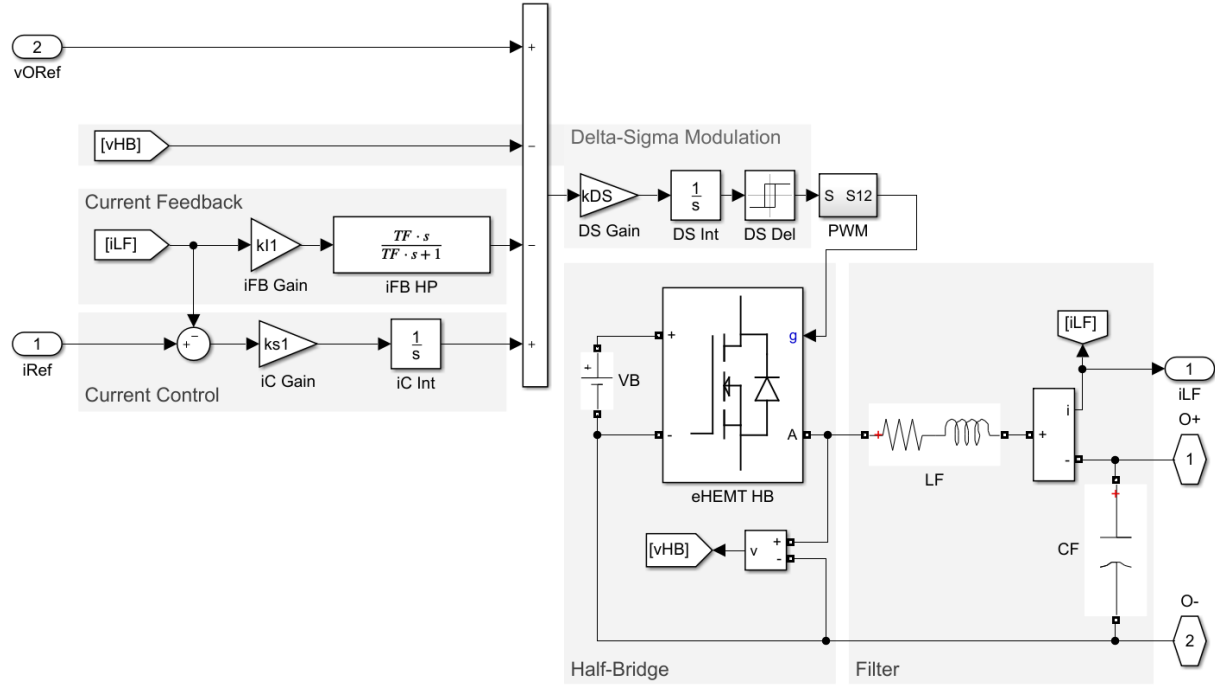 2
+
vORef
[vHB]
−
Delta-Sigma Modulation
Current Feedback
[iLF]
kI1
TF · s
TF · s + 1
−
iFB Gain
iFB HP
kDS
1
s
S S12
DS Gain
DS Int
DS Del
PWM
1
iRef
−
+
ks1
1
s
+
iC Gain
iC Int
Current Control
+
VB
+
g
-
A
eHEMT HB
+
LF
[iLF]
1
iLF
i
+
-
O+
1
+
CF
[vHB]
v
+
-
O-
2
Half-Bridge
Filter